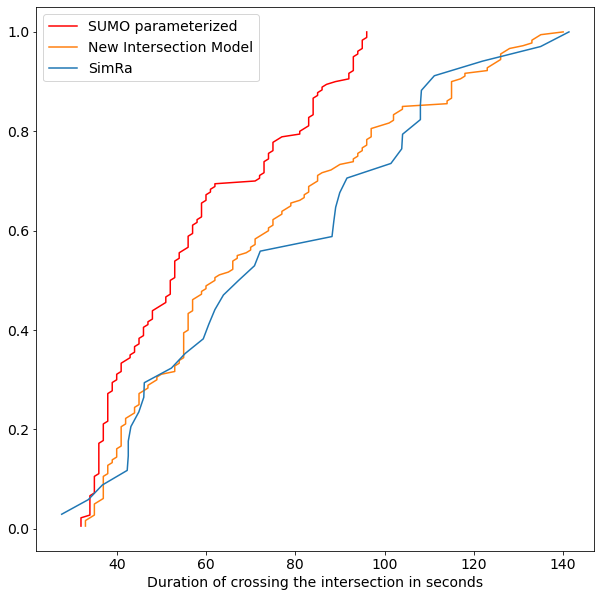 SUMO parameterized
New Intersection Model
SimRa
1.0
0.8
0.6
0.4
0.2
0.0
40 60 80 100 120 140
Duration of crossing the intersection in seconds